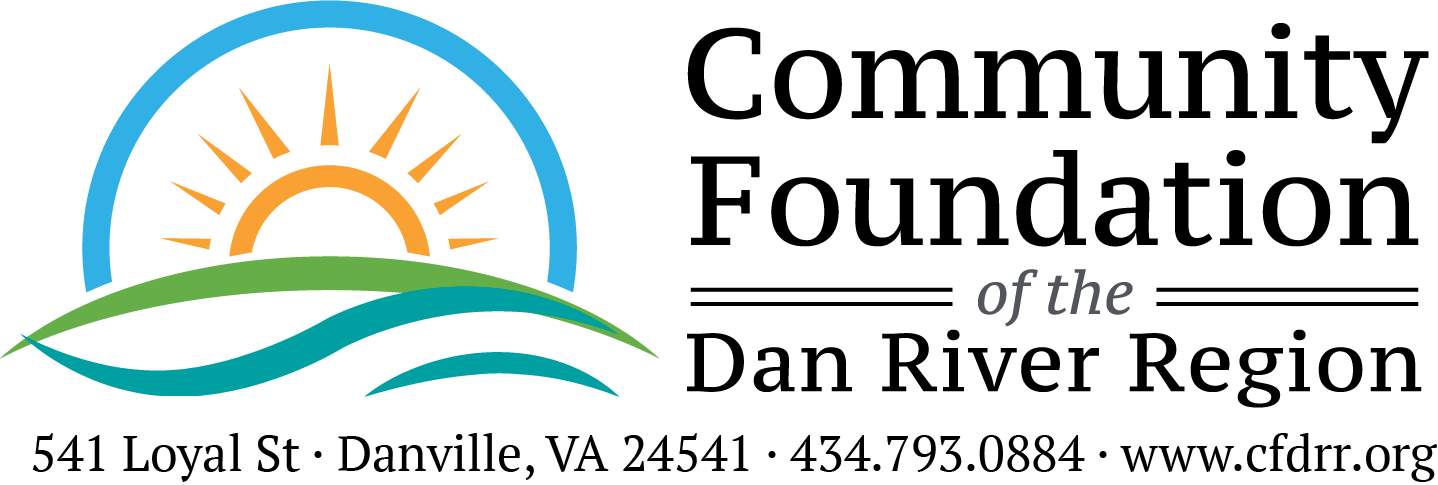 Community
Foundation
of the
Dan River Region
541 Loyal St · Danville, VA 24541 · 434.793.0884 · www.cfdrr.org